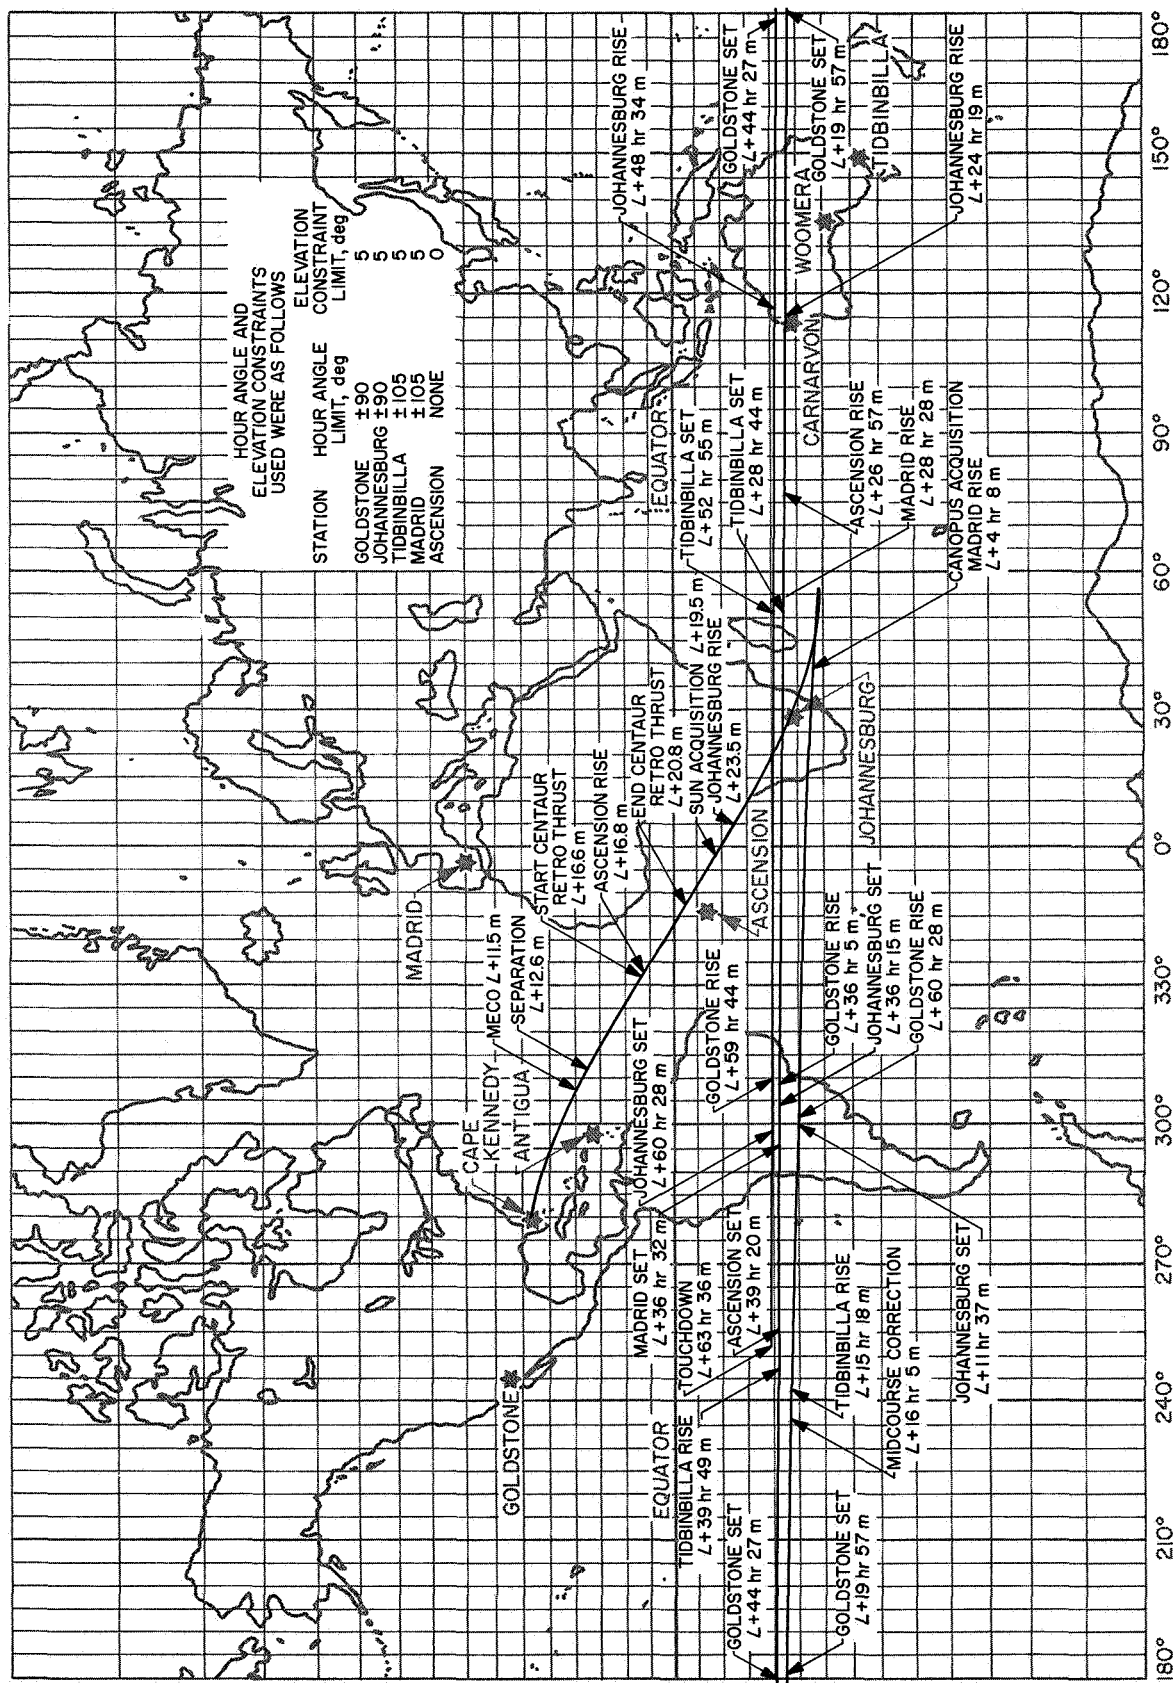 HOUR ANGLE AND
ELEVATION CONSTRAINTS
USED WERE AS FOLLOWS
STATION HOUR ANGLE LIMIT, deg ELEVATION CONSTRAINT LIMIT, deg
GOLDSTONE ±90 5
JOHANNESBURG ±90 5
TIDBINBILLA ±105 5
MADRID ±105 5
ASCENSION NONE 0
GOLDSTONE
CAPE
KENNEDY
ANTIGUA
MADRID
MECO L+11.5 m
SEPARATION
L+12.6 m
START CENTAUR
RETRO THRUST
L+16.6 m
ASCENSION RISE
L+16.8 m
END CENTAUR
RETRO THRUST
L+20.8 m
SUN ACQUISITION L+19.5 m
JOHANNESBURG RISE
L+23.5 m
ASCENSION
EQUATOR
EQUATOR
MADRID SET
L+36 hr 32 m
JOHANNESBURG SET
L+60 hr 28 m
TIDBINBILLA RISE
L+39 hr 49 m
TOUCHDOWN
L+63 hr 36 m
ASCENSION SET
L+39 hr 20 m
GOLDSTONE RISE
L+59 hr 44 m
GOLDSTONE SET
L+44 hr 27 m
TIDBINBILLA SET
L+52 hr 55 m
TIDBINBILLA SET
L+28 hr 44 m
JOHANNESBURG RISE
L+48 hr 34 m
GOLDSTONE SET
L+44 hr 27 m
GOLDSTONE SET
L+19 hr 57 m
WOOMERA
TIDBINBILLA
CARNARVON
GOLDSTONE SET
L+19 hr 57 m
TIDBINBILLA RISE
L+15 hr 18 m
MIDCOURSE CORRECTION
L+16 hr 5 m
JOHANNESBURG SET
L+11 hr 37 m
GOLDSTONE RISE
L+36 hr 5 m
JOHANNESBURG SET
L+36 hr 15 m
GOLDSTONE RISE
L+60 hr 28 m
JOHANNESBURG
ASCENSION RISE
L+26 hr 57 m
MADRID RISE
L+28 hr 28 m
CANOPUS ACQUISITION
MADRID RISE
L+4 hr 8 m
JOHANNESBURG RISE
L+24 hr 19 m
180° 210° 240° 270° 300° 330° 0° 30° 60° 90° 120° 150° 180°